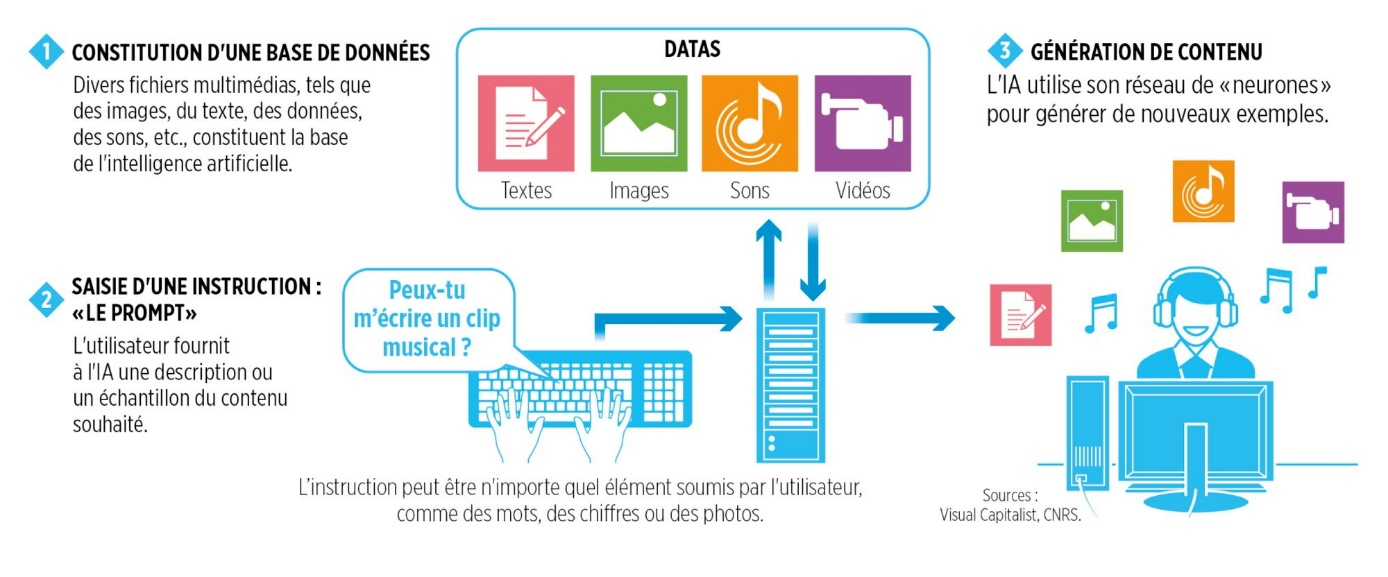 1 CONSTITUTION D'UNE BASE DE DONNÉES
Divers fichiers multimédias, tels que
des images, du texte, des données,
des sons, etc., constituent la base
de l'intelligence artificielle.
DATAS
Textes Images Sons Vidéos
2 SAISIE D'UNE INSTRUCTION :
«LE PROMPT»
L'utilisateur fournit
à l'IA une description ou
un échantillon du contenu
souhaité.
Peux-tu
m'écrire un clip
musical ?
L'instruction peut être n'importe quel élément soumis par l'utilisateur,
comme des mots, des chiffres ou des photos.
3 GÉNÉRATION DE CONTENU
L'IA utilise son réseau de «neurones»
pour générer de nouveaux exemples.
Sources :
Visual Capitalist, CNRS.